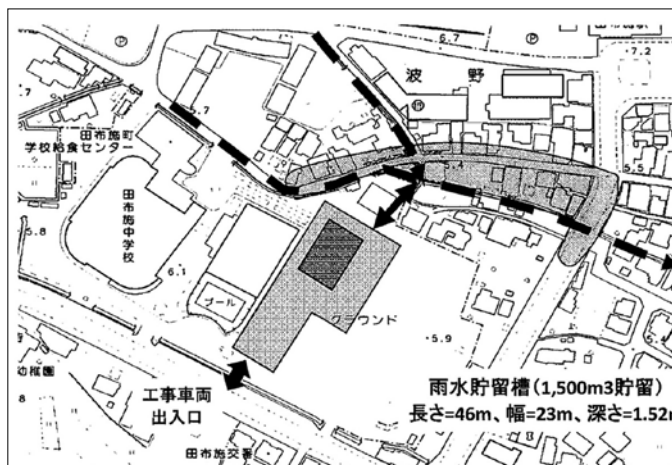 6.7
7.2
波野
5.7
田布施町
学校給食センター
5.4
5.5
田布施中学校
5.8
6.1
プール
グラウンド
5.9
幼稚園
工事車両
出入口
雨水貯留槽(1,500m3貯留)
長さ=46m、幅=23m、深さ=1.52m
田布施交番